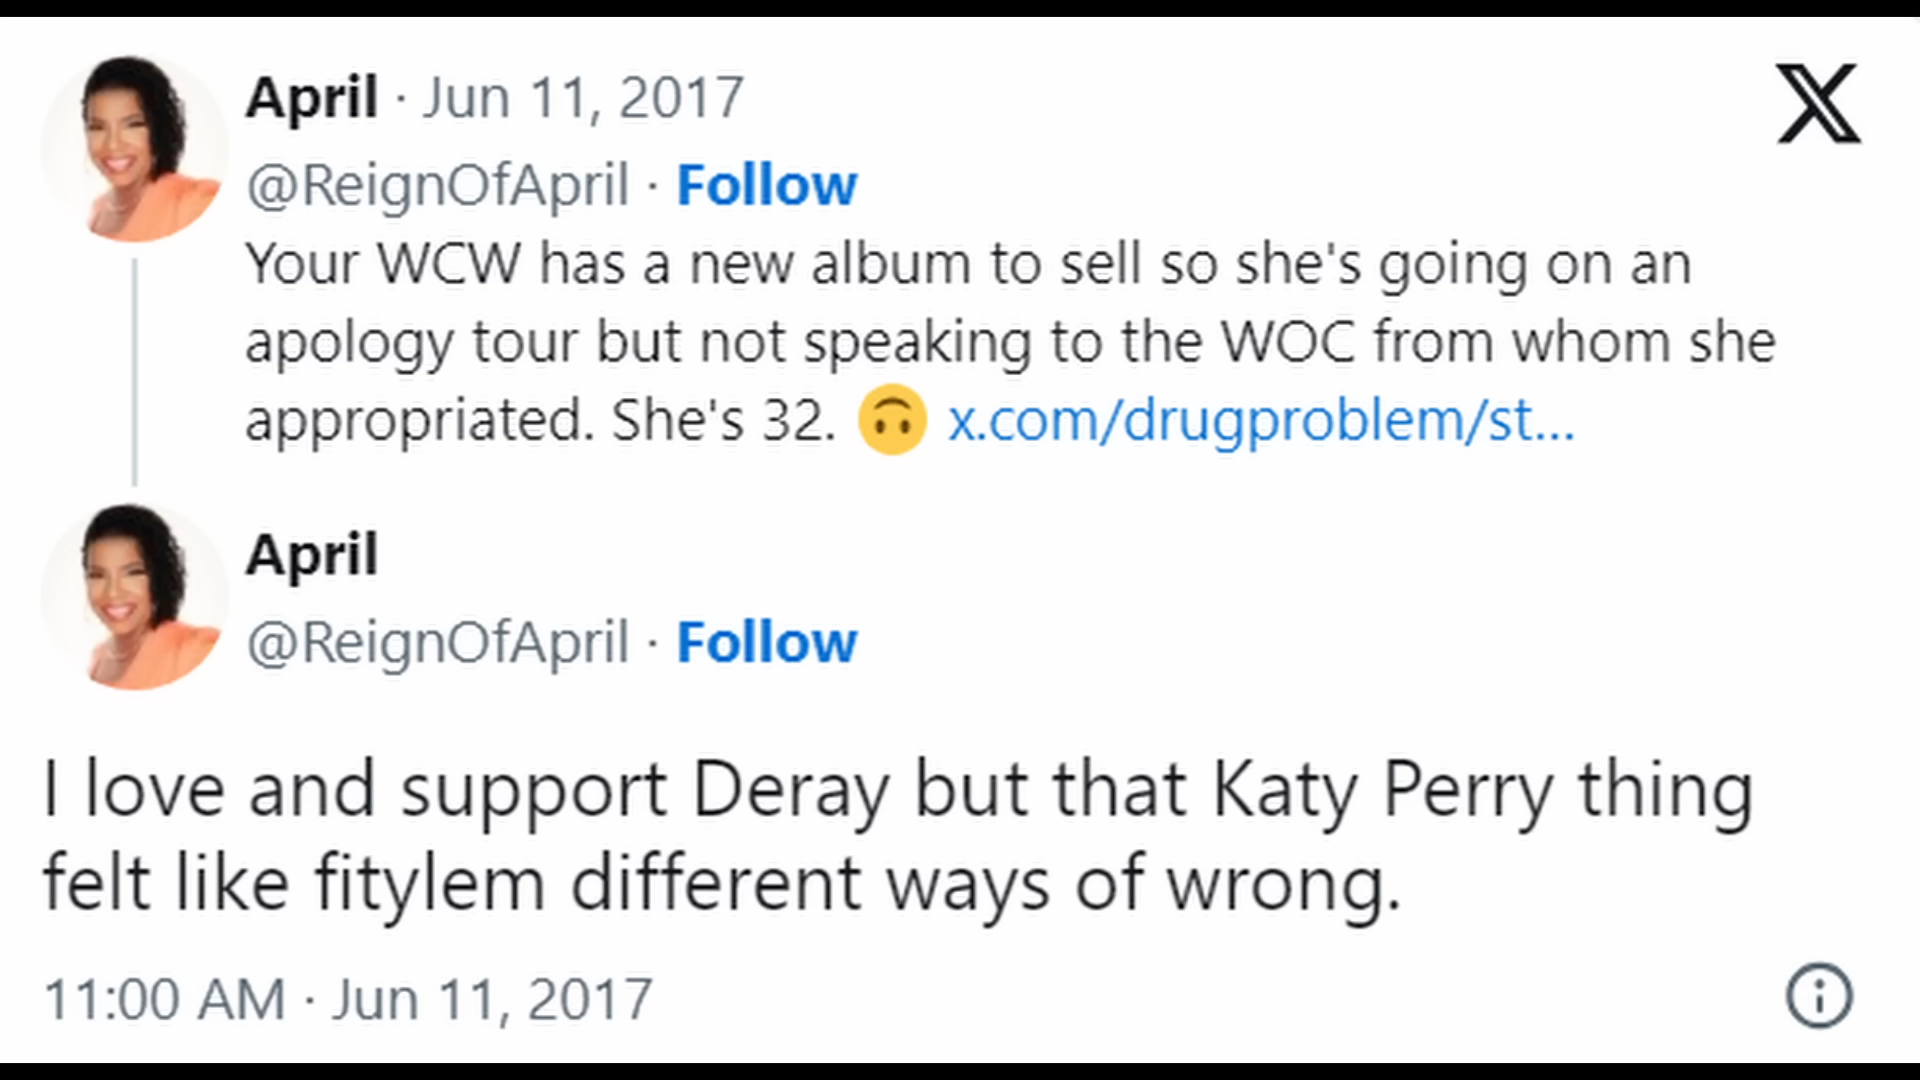 April · Jun 11, 2017
@ReignOfApril · Follow
Your WCW has a new album to sell so she's going on an
apology tour but not speaking to the WOC from whom she
appropriated. She's 32. 🙃 x.com/drugproblem/st...
April
@ReignOfApril · Follow
I love and support Deray but that Katy Perry thing
felt like fitylem different ways of wrong.
11:00 AM · Jun 11, 2017